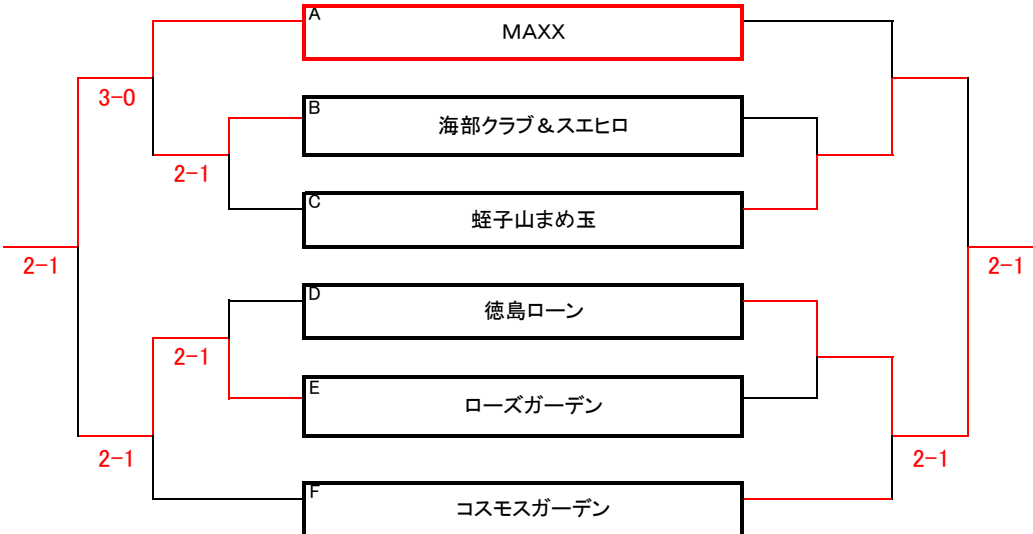 A
MAXX
3-0
B
海部クラブ＆スエヒロ
2-1
C
蛭子山まめ玉
2-1
2-1
D
徳島ローン
2-1
E
ローズガーデン
2-1
2-1
F
コスモスガーデン